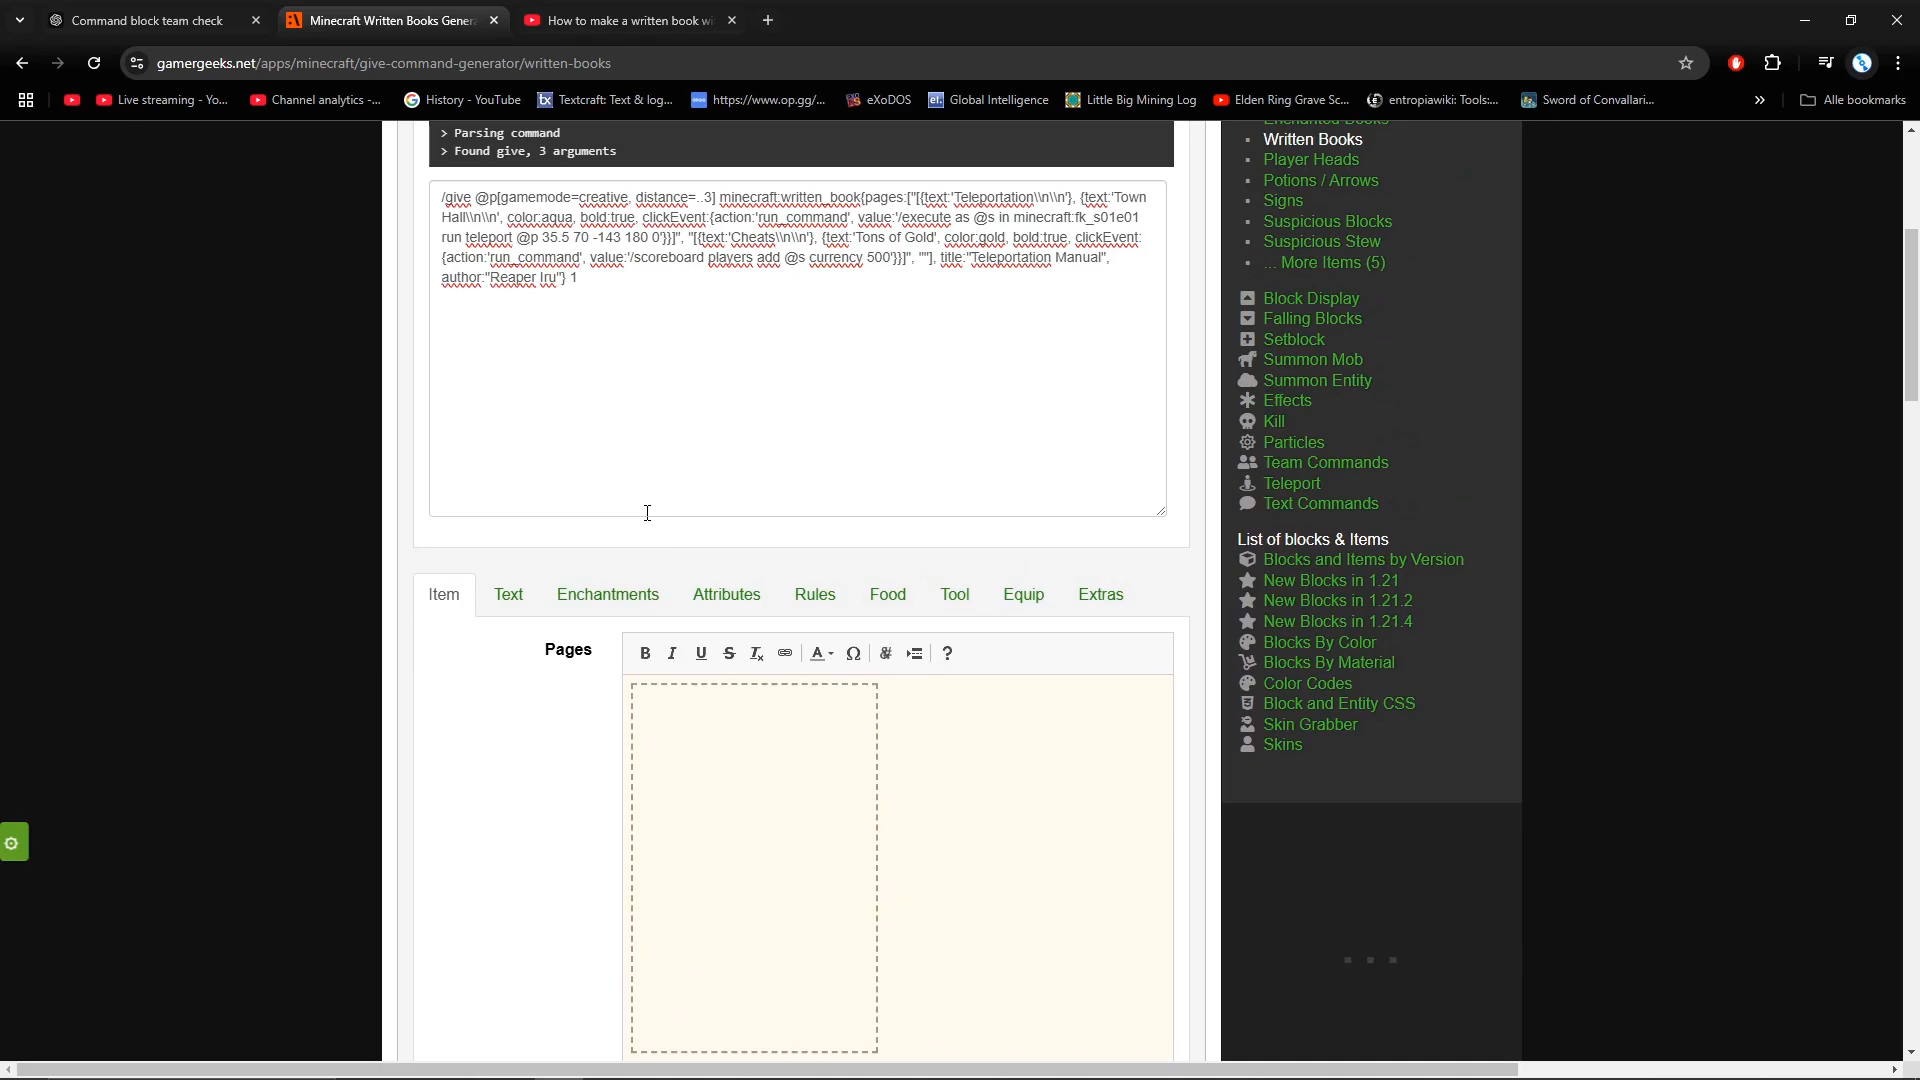 Command block team check
Minecraft Written Books Gener
How to make a written book wi
gamergeeks.net/apps/minecraft/give-command-generator/written-books
Live streaming - Yo...
Channel analytics -...
History - YouTube
Textcraft: Text & log...
https://www.op.gg/...
eXoDOS
Global Intelligence
Little Big Mining Log
Elden Ring Grave Sc...
entropiawiki: Tools:...
Sword of Convallari...
»
Alle bookmarks
> Parsing command
> Found give, 3 arguments
/give @p[gamemode=creative, distance=..3] minecraft:written_book{pages:["[{text:'Teleportation\\n\\n'}, {text:'Town
Hall\\n\\n', color:aqua, bold:true, clickEvent:{action:'run_command', value:'/execute as @s in minecraft:fk_s01e01
run teleport @p 35.5 70 -143 180 0'}}]", "[{text:'Cheats\\n\\n'}, {text:'Tons of Gold', color:gold, bold:true, clickEvent:
{action:'run_command', value:'/scoreboard players add @s currency 500'}}]", ""], title:"Teleportation Manual",
author:"Reaper Iru"} 1
Item
Text
Enchantments
Attributes
Rules
Food
Tool
Equip
Extras
Pages
B I U S Tx A Ω # ?
Enchanted Books
Written Books
Player Heads
Potions / Arrows
Signs
Suspicious Blocks
Suspicious Stew
... More Items (5)
Block Display
Falling Blocks
Setblock
Summon Mob
Summon Entity
Effects
Kill
Particles
Team Commands
Teleport
Text Commands
List of blocks & Items
Blocks and Items by Version
New Blocks in 1.21
New Blocks in 1.21.2
New Blocks in 1.21.4
Blocks By Color
Blocks By Material
Color Codes
Block and Entity CSS
Skin Grabber
Skins